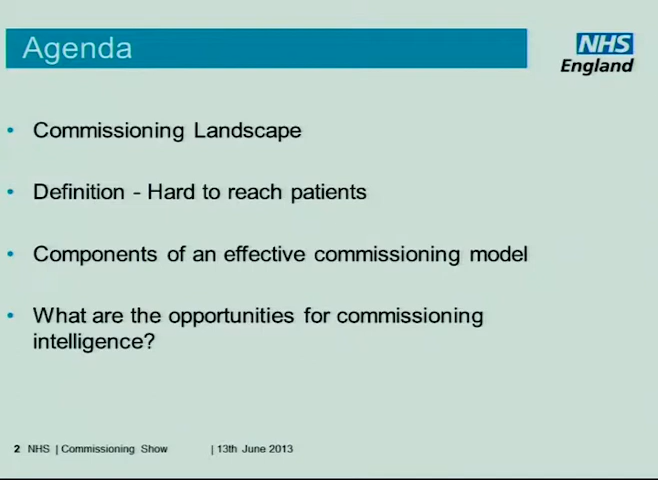 Agenda
NHS
England
• Commissioning Landscape
• Definition - Hard to reach patients
• Components of an effective commissioning model
• What are the opportunities for commissioning
intelligence?
2 NHS | Commissioning Show | 13th June 2013